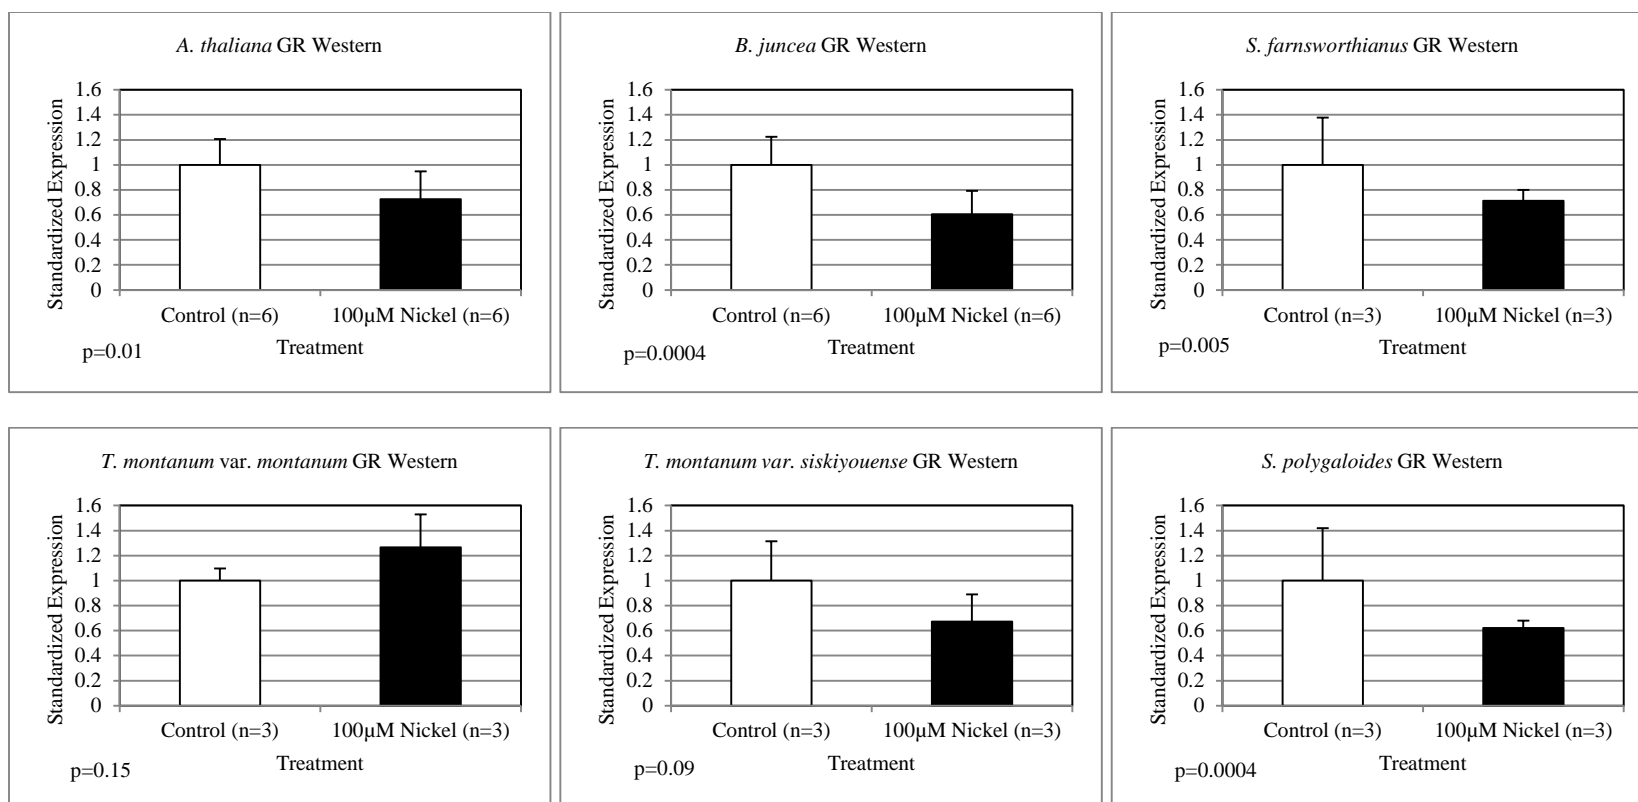 A. thaliana GR Western
Standardized Expression
1.6
1.4
1.2
1
0.8
0.6
0.4
0.2
0
Control (n=6) 100µM Nickel (n=6)
Treatment
p=0.01
B. juncea GR Western
Standardized Expression
1.6
1.4
1.2
1
0.8
0.6
0.4
0.2
0
Control (n=6) 100µM Nickel (n=6)
Treatment
p=0.0004
S. farnsworthianus GR Western
Standardized Expression
1.6
1.4
1.2
1
0.8
0.6
0.4
0.2
0
Control (n=3) 100µM Nickel (n=3)
Treatment
p=0.005
T. montanum var. montanum GR Western
Standardized Expression
1.6
1.4
1.2
1
0.8
0.6
0.4
0.2
0
Control (n=3) 100µM Nickel (n=3)
Treatment
p=0.15
T. montanum var. siskiyouense GR Western
Standardized Expression
1.6
1.4
1.2
1
0.8
0.6
0.4
0.2
0
Control (n=3) 100µM Nickel (n=3)
Treatment
p=0.09
S. polygaloides GR Western
Standardized Expression
1.6
1.4
1.2
1
0.8
0.6
0.4
0.2
0
Control (n=3) 100µM Nickel (n=3)
Treatment
p=0.0004